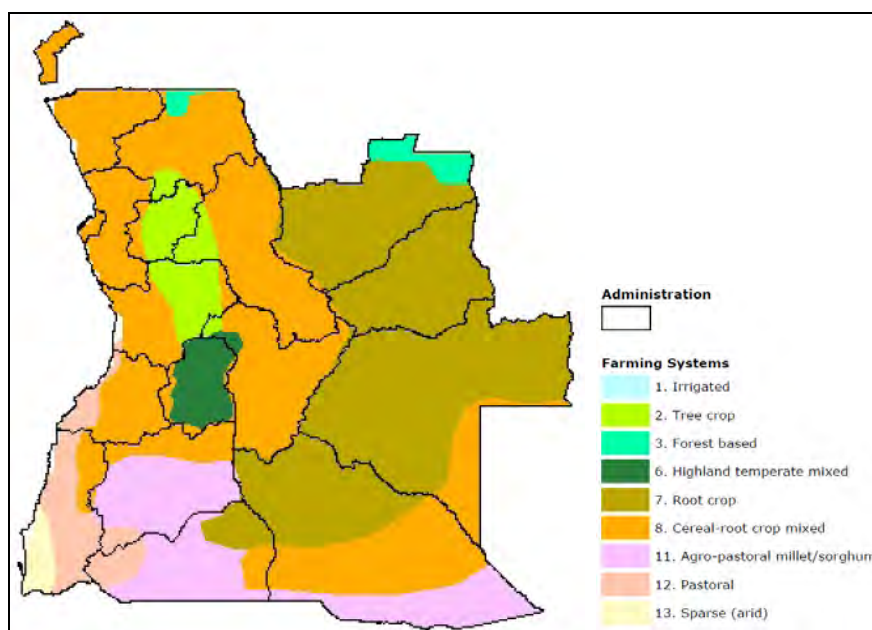 Administration
Farming Systems
1. Irrigated
2. Tree crop
3. Forest based
6. Highland temperate mixed
7. Root crop
8. Cereal-root crop mixed
11. Agro-pastoral millet/sorghum
12. Pastoral
13. Sparse (arid)